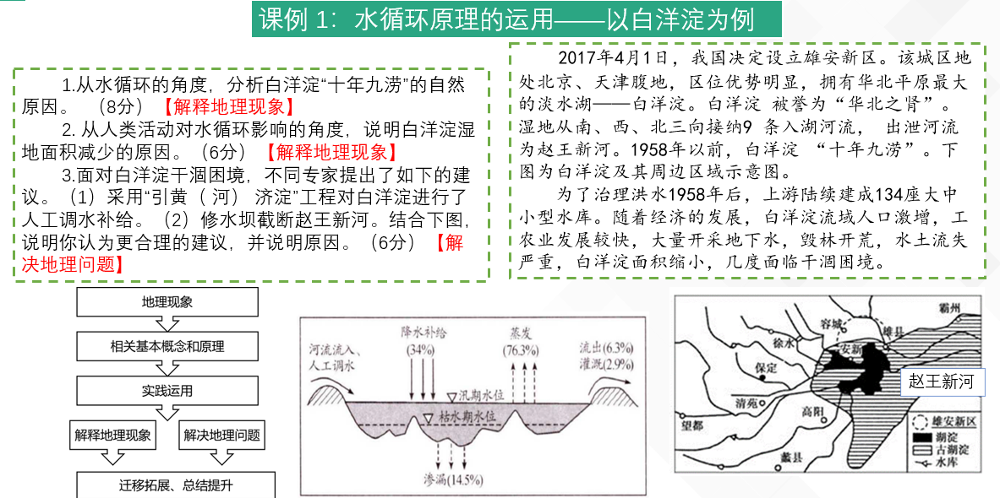 课例 1：水循环原理的运用——以白洋淀为例
1.从水循环的角度，分析白洋淀“十年九涝”的自然
原因。 （8分）【解释地理现象】
2. 从人类活动对水循环影响的角度，说明白洋淀湿
地面积减少的原因。（6分）【解释地理现象】
3.面对白洋淀干涸困境，不同专家提出了如下的建
议。（1）采用“引黄（ 河） 济淀”工程对白洋淀进行了
人工调水补给。（2）修水坝截断赵王新河。结合下图，
说明你认为更合理的建议，并说明原因。（6分）【解
决地理问题】
2017年4月1日，我国决定设立雄安新区。该城区地
处北京、天津腹地，区位优势明显，拥有华北平原最大
的淡水湖——白洋淀。白洋淀 被誉为“华北之肾”。
湿地从南、西、北三向接纳9 条入湖河流， 出泄河流
为赵王新河。1958年以前，白洋淀 “十年九涝”。下
图为白洋淀及其周边区域示意图。
为了治理洪水1958年后，上游陆续建成134座大中
小型水库。随着经济的发展，白洋淀流域人口激增，工
农业发展较快，大量开采地下水，毁林开荒，水土流失
严重，白洋淀面积缩小，几度面临干涸困境。
地理现象
相关基本概念和原理
实践运用
解释地理现象
解决地理问题
迁移拓展、总结提升
降水补给
(34%)
蒸发
(76.3%)
河流流入、
人工调水
流出(6.3%)
灌溉(2.9%)
汛期水位
枯水期水位
渗漏(14.5%)
霸州
容城
雄县
徐水
安新
保定
赵王新河
清苑
高阳
望都
蠡县
雄安新区
湖淀
古湖淀
水库